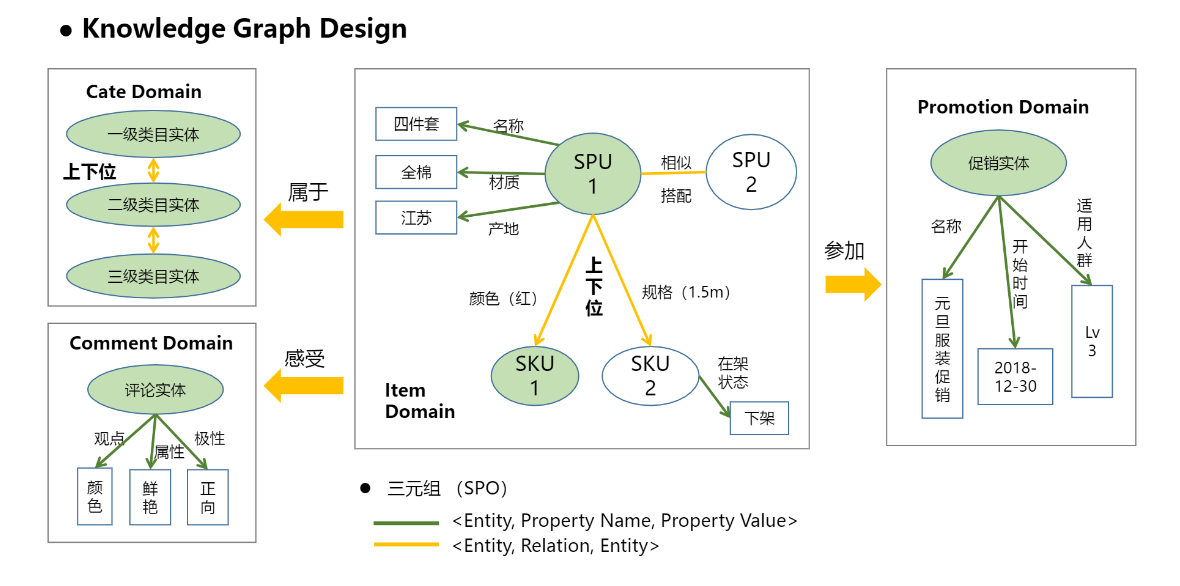 ● Knowledge Graph Design
Cate Domain
一级类目实体
上下位
二级类目实体
三级类目实体
属于
Comment Domain
评论实体
观点
属性
极性
颜色
鲜艳
正向
感受
四件套
名称
全棉
材质
江苏
产地
SPU
1
相似
搭配
SPU
2
上下位
颜色（红）
规格（1.5m）
SKU
1
SKU
2
在架
状态
下架
Item
Domain
参加
Promotion Domain
促销实体
名称
开始时间
适用人群
元旦服装促销
2018-
12-30
Lv
3
● 三元组 （SPO）
<Entity, Property Name, Property Value>
<Entity, Relation, Entity>